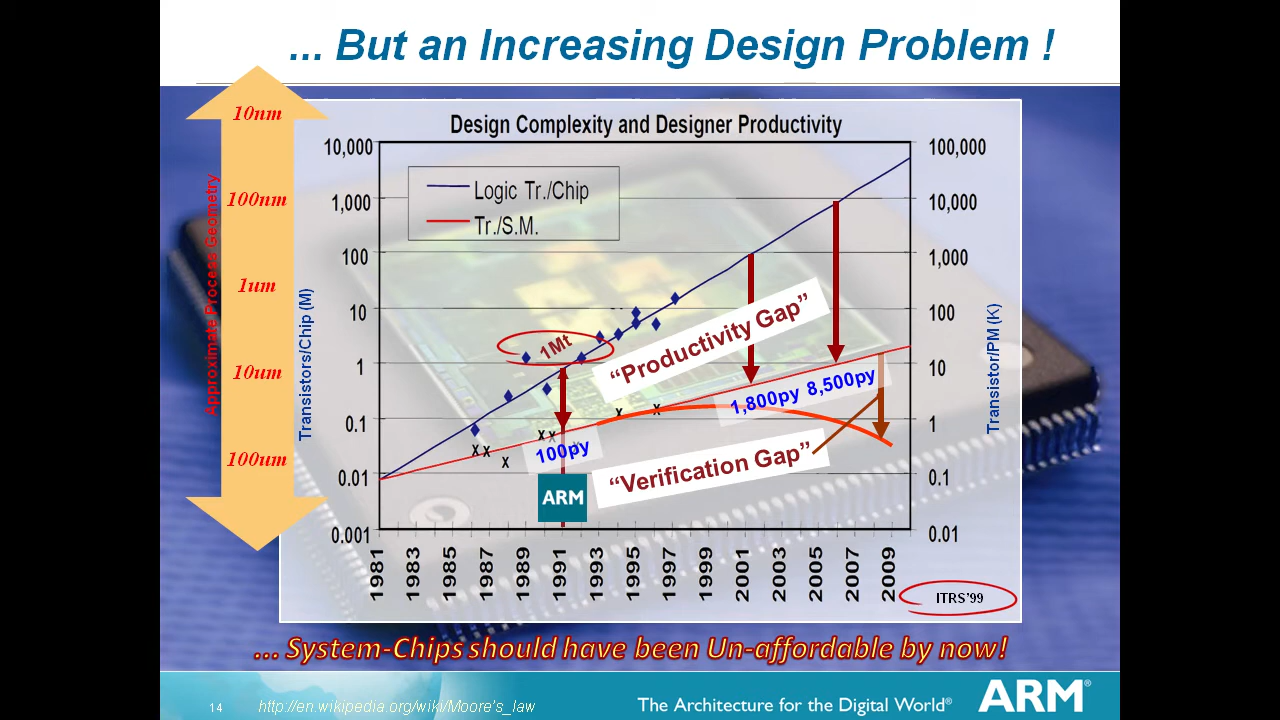 ... But an Increasing Design Problem !
10nm
100nm
1um
10um
100um
Approximate Process Geometry
Design Complexity and Designer Productivity
Transistors/Chip (M)
10,000
1,000
100
10
1
0.1
0.01
0.001
Logic Tr./Chip
Tr./S.M.
1Mt
"Productivity Gap"
1,800py 8,500py
100py
"Verification Gap"
ARM
100,000
10,000
1,000
100
10
1
0.1
0.01
Transistor/PM (K)
1981
1983
1985
1987
1989
1991
1993
1995
1997
1999
2001
2003
2005
2007
2009
ITRS'99
... System-Chips should have been Un-affordable by now!
14
http://en.wikipedia.org/wiki/Moore's_law
The Architecture for the Digital World®
ARM®